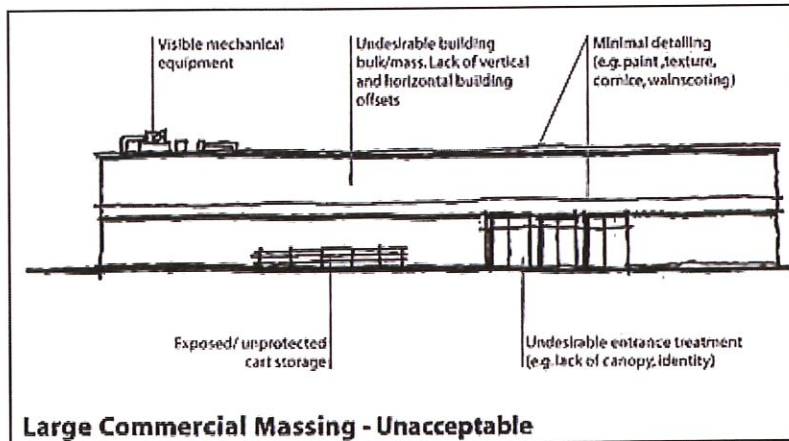 Visible mechanical
equipment
Undesirable building
bulk/mass. Lack of vertical
and horizontal building
offsets
Minimal detailing
(e.g. paint, texture,
cornice, wainscoting)
Exposed/unprotected
cart storage
Undesirable entrance treatment
(e.g. lack of canopy, identity)
Large Commercial Massing - Unacceptable